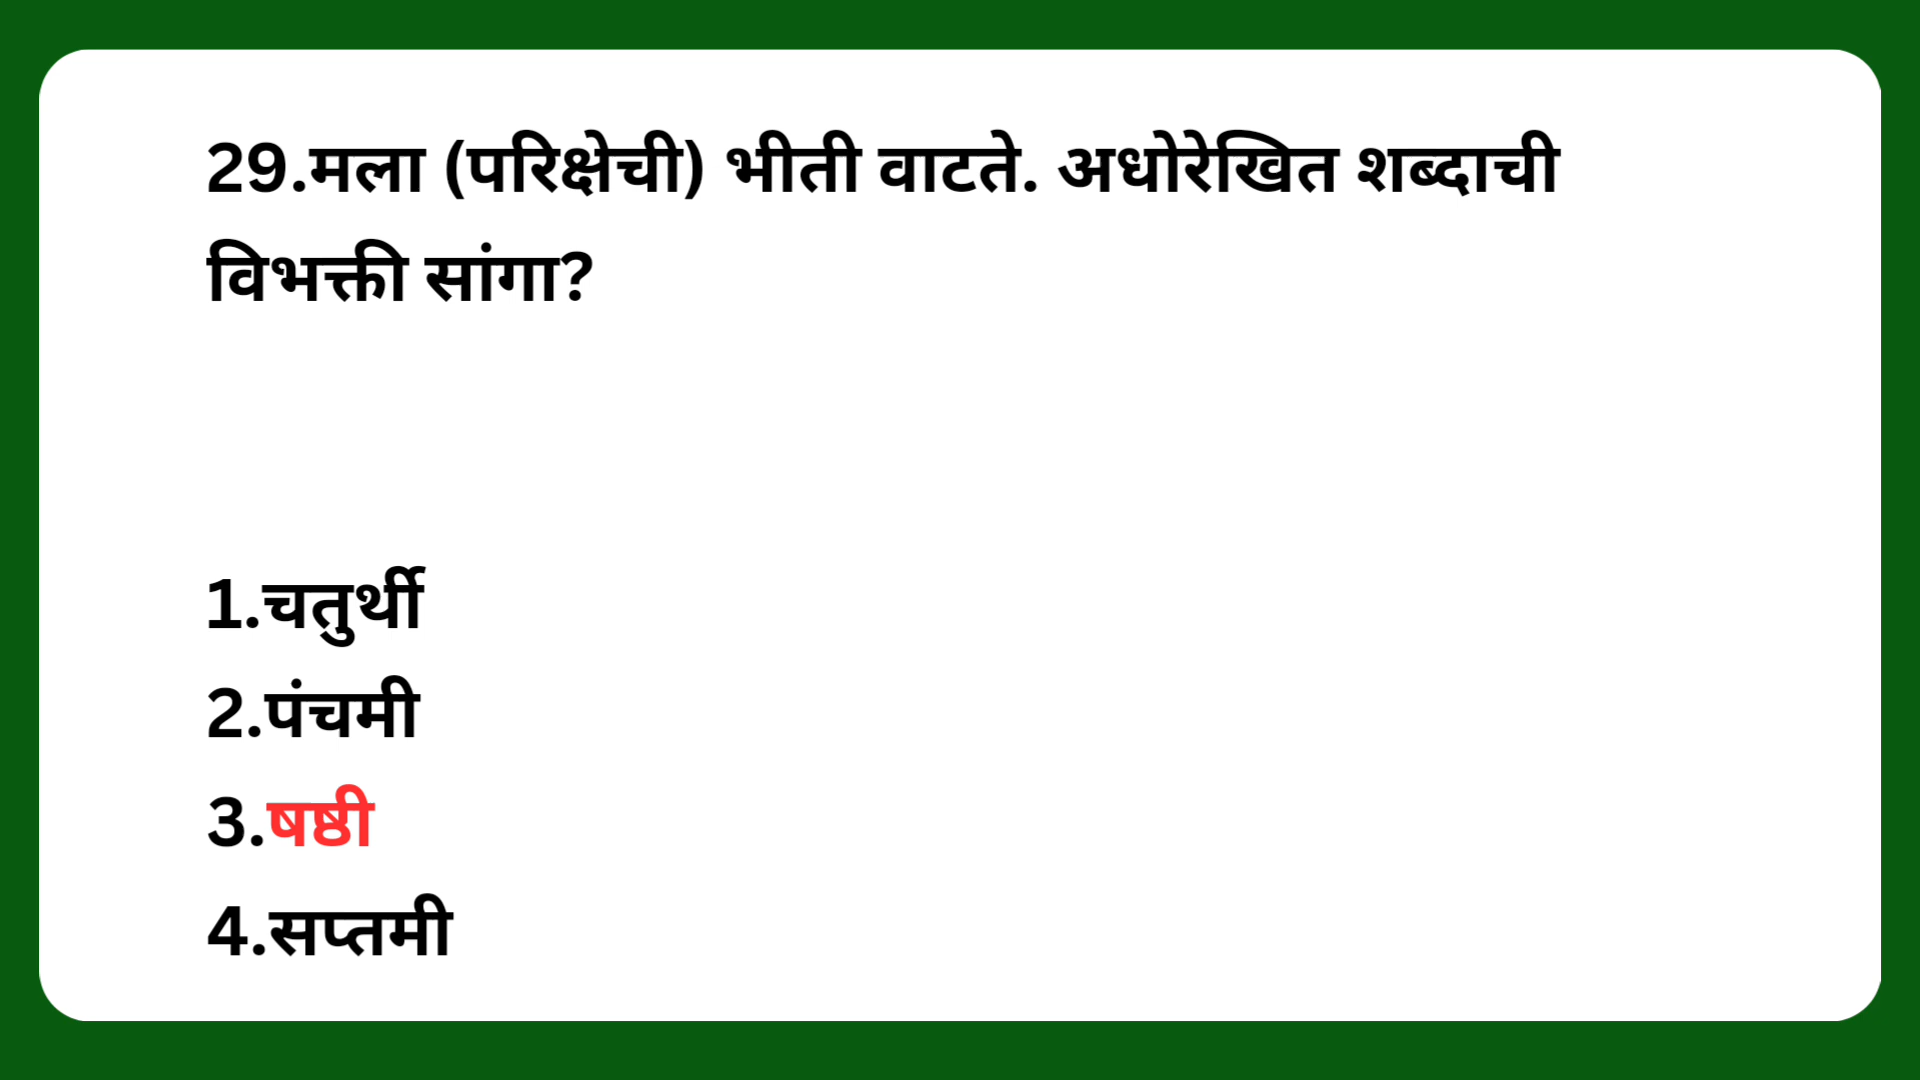 29.मला (परिक्षेची) भीती वाटते. अधोरेखित शब्दाची
विभक्ती सांगा?
1.चतुर्थी
2.पंचमी
3.षष्ठी
4.सप्तमी